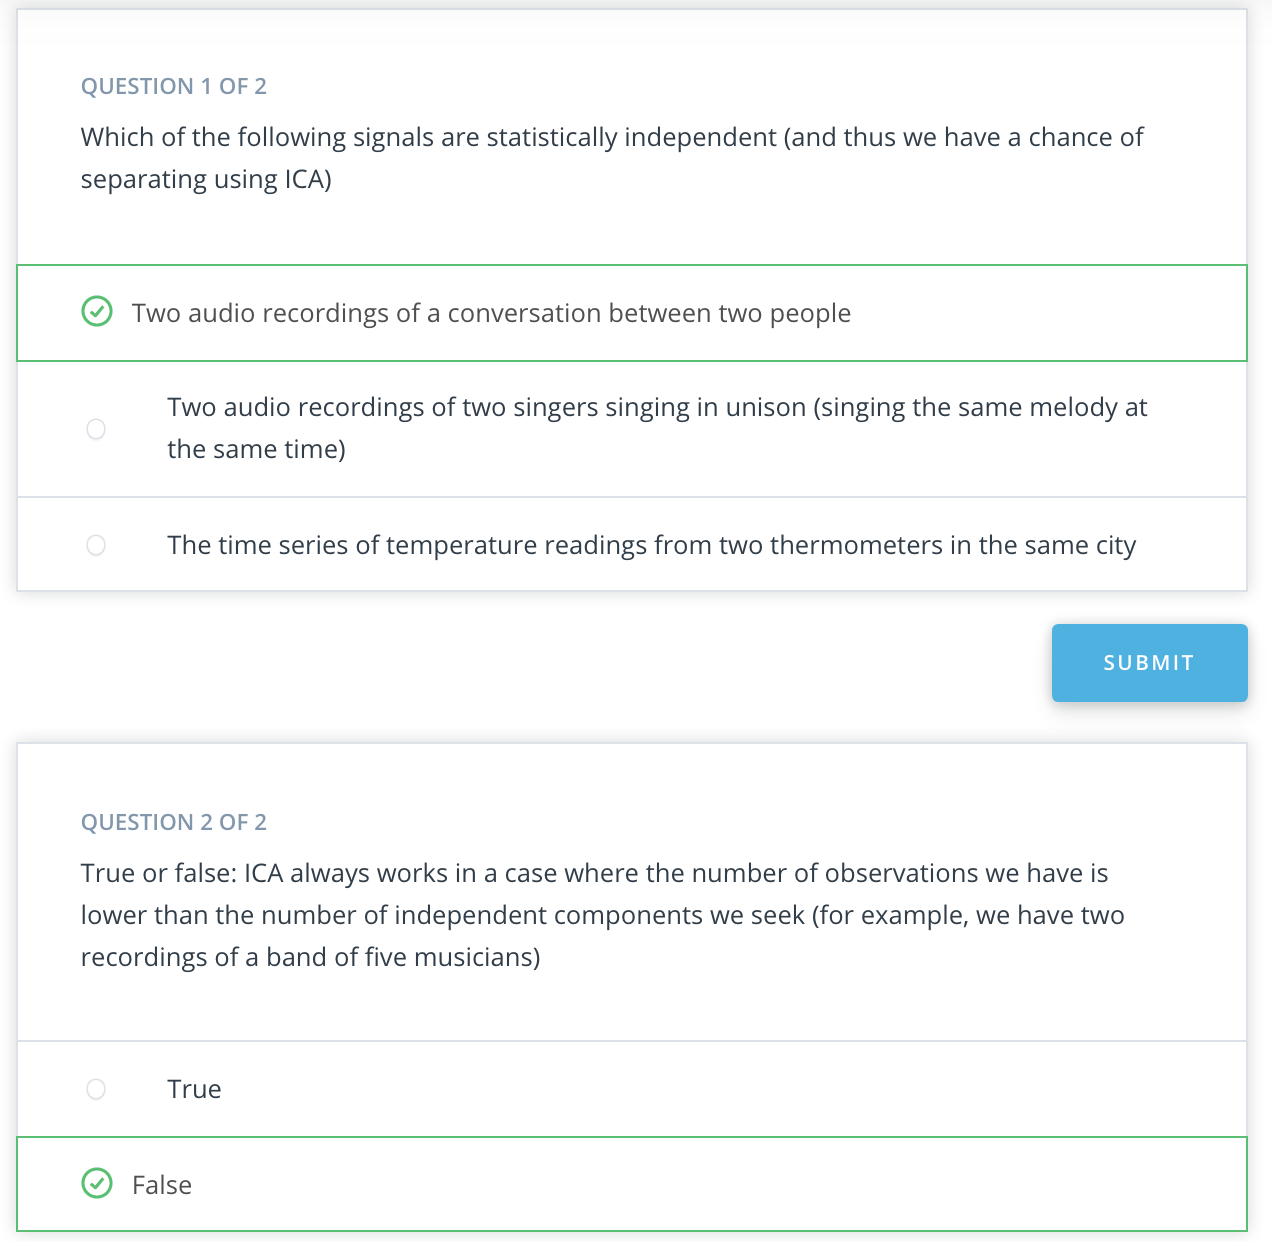 QUESTION 1 OF 2
Which of the following signals are statistically independent (and thus we have a chance of
separating using ICA)
Two audio recordings of a conversation between two people
Two audio recordings of two singers singing in unison (singing the same melody at
the same time)
The time series of temperature readings from two thermometers in the same city
SUBMIT
QUESTION 2 OF 2
True or false: ICA always works in a case where the number of observations we have is
lower than the number of independent components we seek (for example, we have two
recordings of a band of five musicians)
True
False